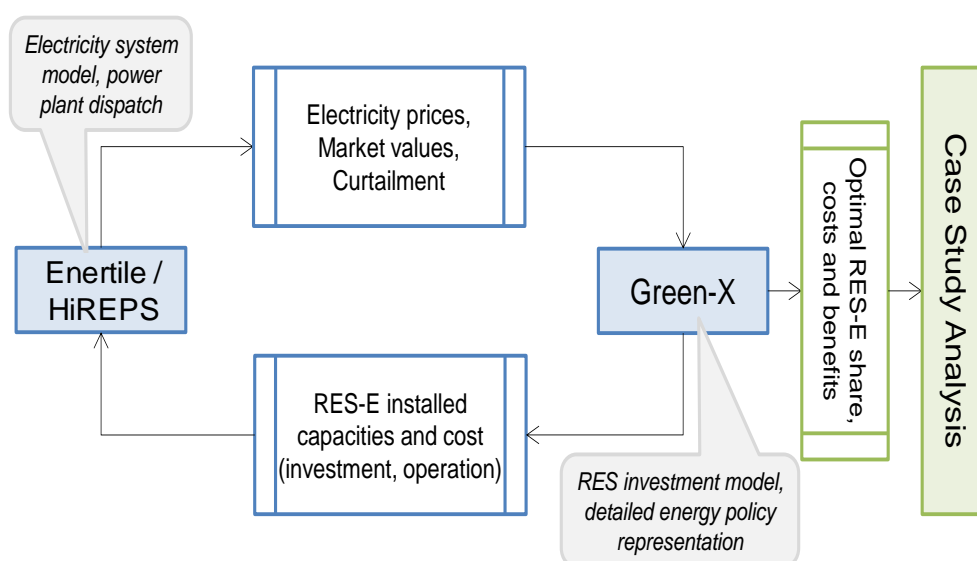 Electricity system
model, power
plant dispatch
Electricity prices,
Market values,
Curtailment
Enertile /
HiREPS
Green-X
RES-E installed
capacities and cost
(investment, operation)
RES investment model,
detailed energy policy
representation
Optimal RES-E share,
costs and benefits
Case Study Analysis